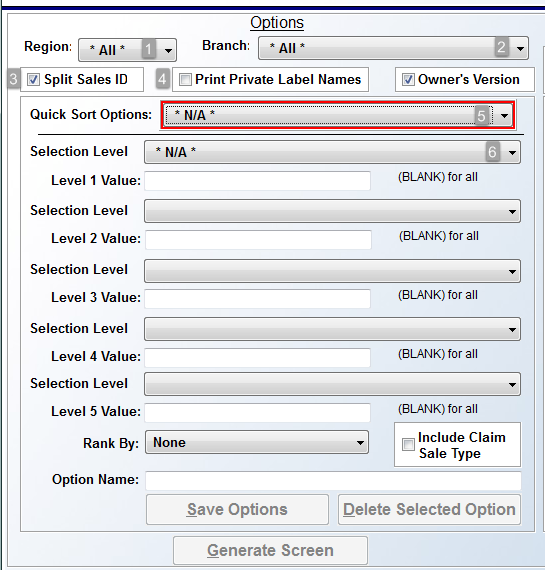 Options
Region: * All * 1 Branch: * All * 2
3 Split Sales ID 4 Print Private Label Names Owner's Version
Quick Sort Options: * N/A * 5
Selection Level * N/A * 6
Level 1 Value: (BLANK) for all
Selection Level
Level 2 Value: (BLANK) for all
Selection Level
Level 3 Value: (BLANK) for all
Selection Level
Level 4 Value: (BLANK) for all
Selection Level
Level 5 Value: (BLANK) for all
Rank By: None Include Claim
Sale Type
Option Name:
Save Options Delete Selected Option
Generate Screen